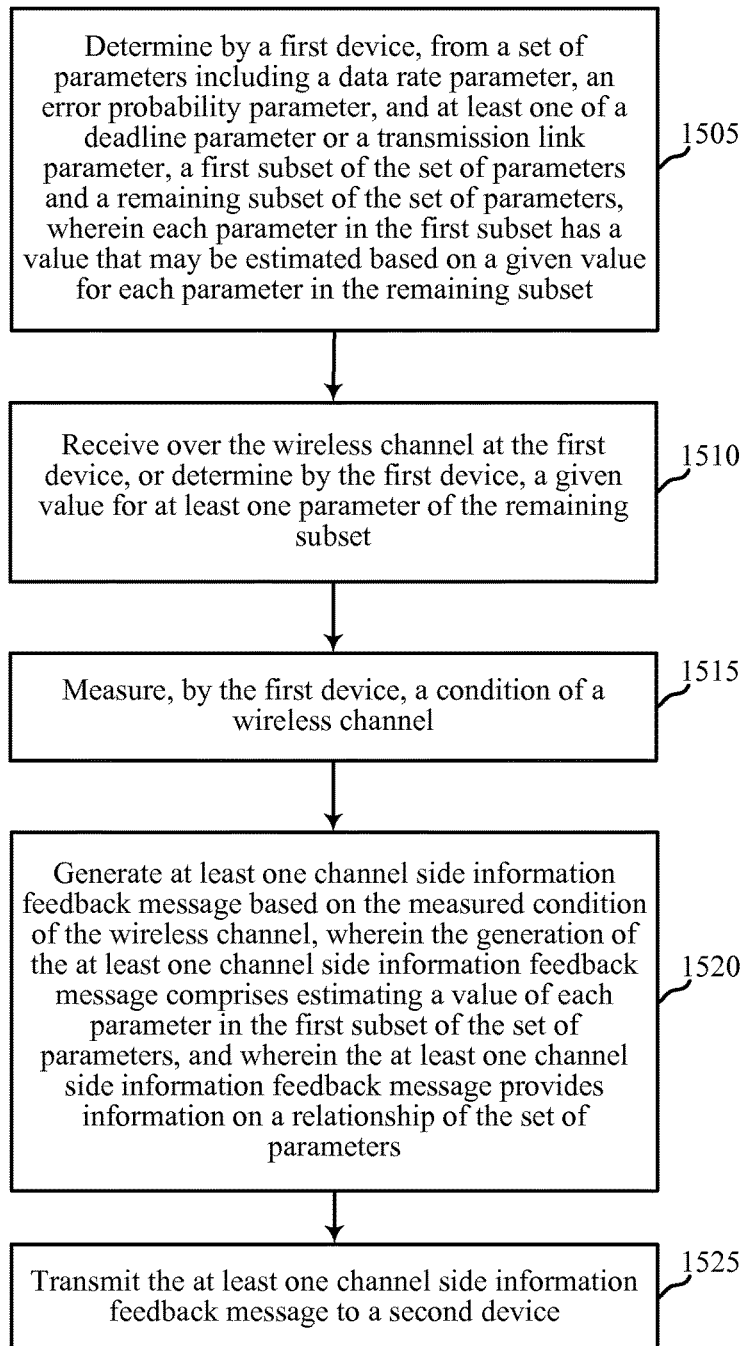 Determine by a first device, from a set of
parameters including a data rate parameter, an
error probability parameter, and at least one of a
deadline parameter or a transmission link
parameter, a first subset of the set of parameters
and a remaining subset of the set of parameters,
wherein each parameter in the first subset has a
value that may be estimated based on a given value
for each parameter in the remaining subset
1505
Receive over the wireless channel at the first
device, or determine by the first device, a given
value for at least one parameter of the remaining
subset
1510
Measure, by the first device, a condition of a
wireless channel
1515
Generate at least one channel side information
feedback message based on the measured condition
of the wireless channel, wherein the generation of
the at least one channel side information feedback
message comprises estimating a value of each
parameter in the first subset of the set of
parameters, and wherein the at least one channel
side information feedback message provides
information on a relationship of the set of
parameters
1520
Transmit the at least one channel side information
feedback message to a second device
1525